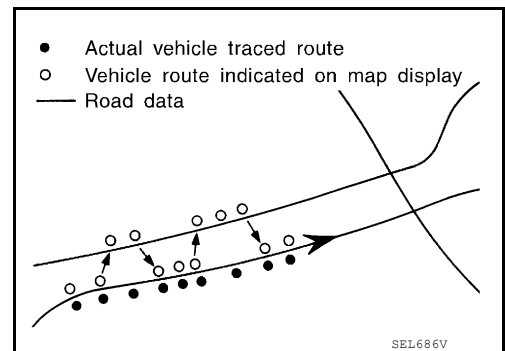 Actual vehicle traced route
Vehicle route indicated on map display
Road data
SEL686V